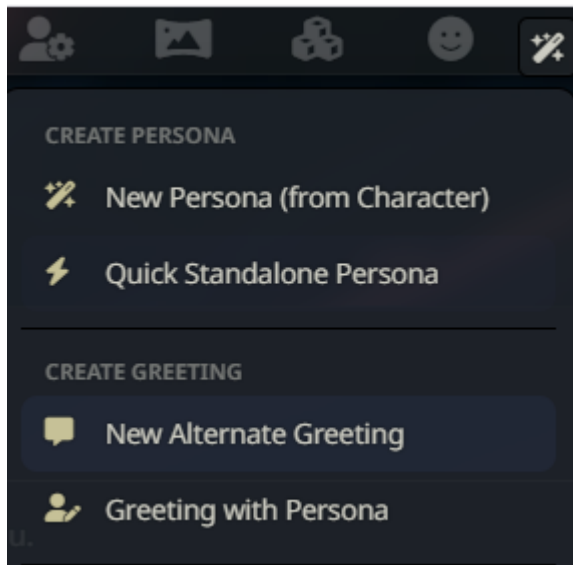 CREATE PERSONA
New Persona (from Character)
Quick Standalone Persona
CREATE GREETING
New Alternate Greeting
Greeting with Persona
u.